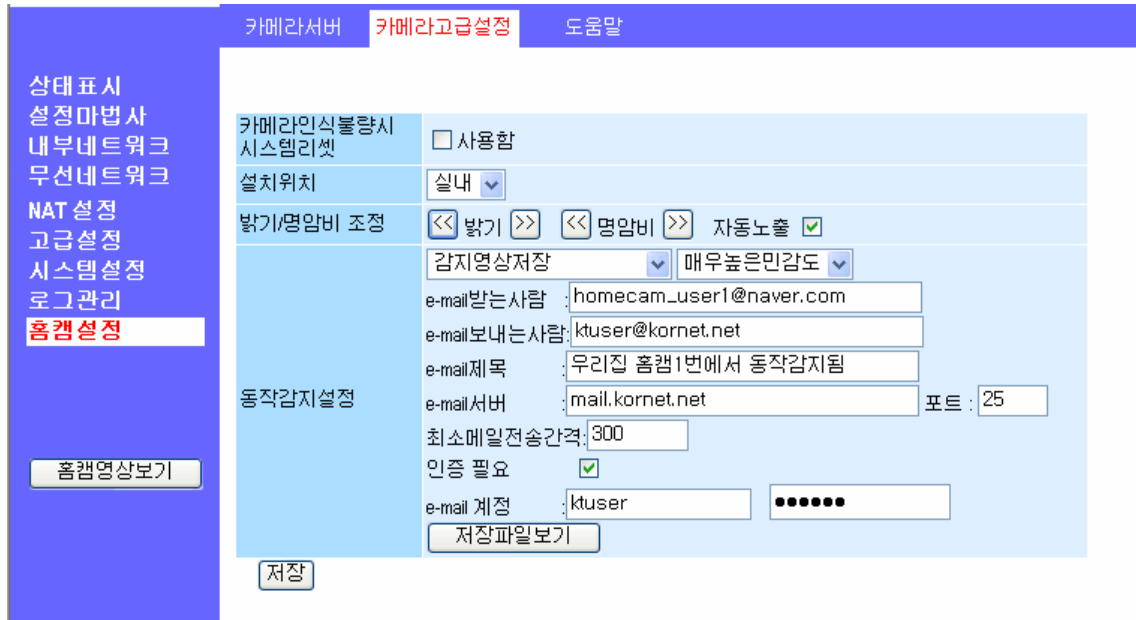 카메라서버 카메라고급설정 도움말
상태표시
설정마법사
내부네트워크
무선네트워크
NAT 설정
고급설정
시스템설정
로그관리
홈캠설정
홈캠영상보기
카메라인식불량시
시스템리셋
사용함
설치위치
실내
밝기/명암비 조정
<< 밝기 >> << 명암비 >> 자동노출
동작감지설정
감지영상저장 매우높은민감도
e-mail받는사람 :homecam_user1@naver.com
e-mail보내는사람:ktuser@kornet.net
e-mail제목 :우리집 홈캠1번에서 동작감지됨
e-mail서버 :mail.kornet.net 포트 : 25
최소메일전송간격:300
인증 필요
e-mail 계정 :ktuser ●●●●●●
저장파일보기
저장